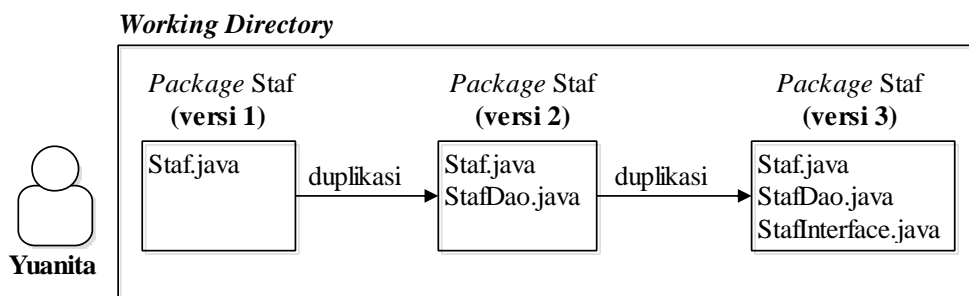 Working Directory
Package Staf
(versi 1)
Staf.java
duplikasi
Package Staf
(versi 2)
Staf.java
StafDao.java
duplikasi
Package Staf
(versi 3)
Staf.java
StafDao.java
StafInterface.java
Yuanita